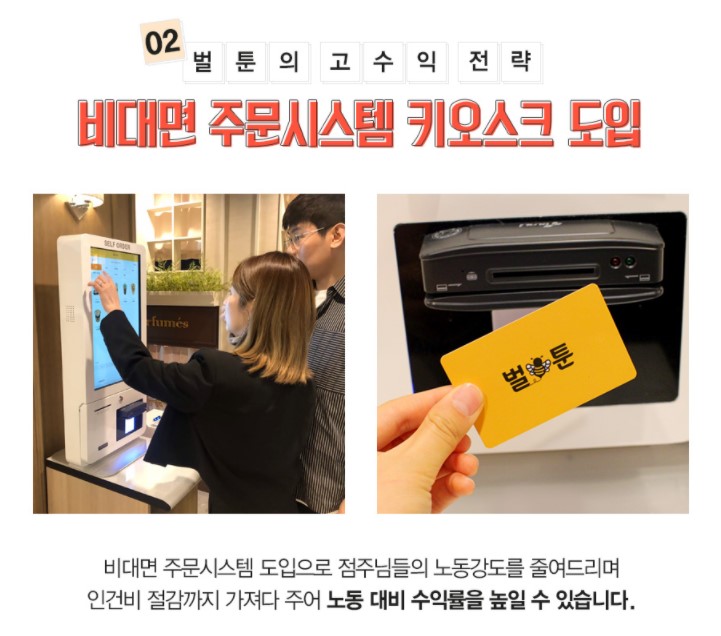 02
벌툰의 고수익 전략
비대면 주문시스템 키오스크 도입
SELF ORDER
rfumes
벌툰
비대면 주문시스템 도입으로 점주님들의 노동강도를 줄여드리며
인건비 절감까지 가져다 주어 노동 대비 수익률을 높일 수 있습니다.